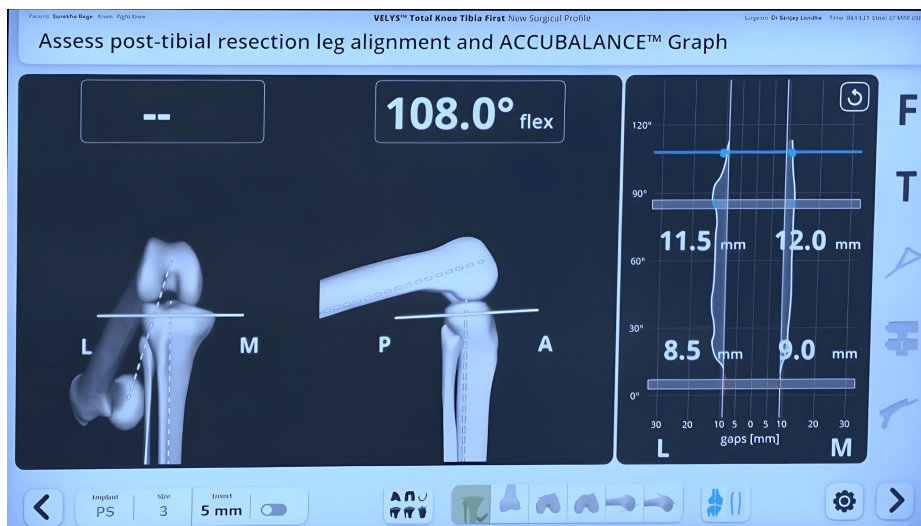 Patient: Surekha Bage Knee: Right Knee
VELYS™ Total Knee Tibia First New Surgical Profile
Surgeon: Dr Sanjay Londhe
Assess post-tibial resection leg alignment and ACCUBALANCE™ Graph
--
108.0° flex
L M
P A
120°
90°
60°
30°
0°
11.5 mm 12.0 mm
8.5 mm 9.0 mm
30 20 10 5 0 5 10 20 30
gaps [mm]
L M
F
T
Implant Size Insert
PS 3 5 mm